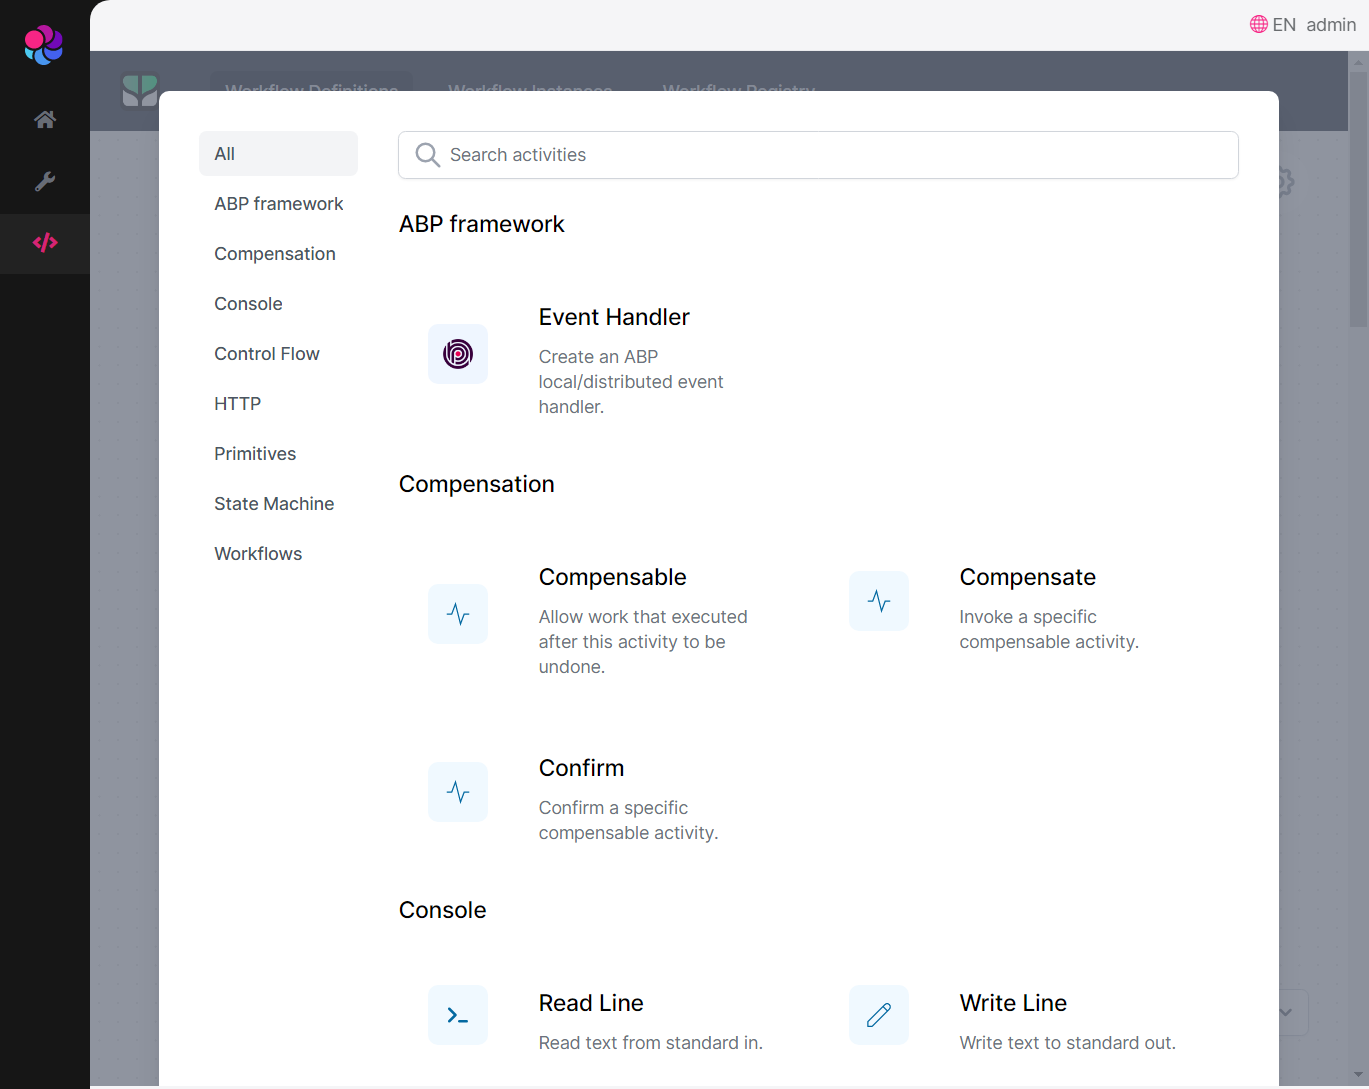 EN admin
Workflow Definitions Workflow Instances Workflow Registry
All
ABP framework
Compensation
Console
Control Flow
HTTP
Primitives
State Machine
Workflows
Search activities
ABP framework
Event Handler
Create an ABP
local/distributed event
handler.
Compensation
Compensable
Allow work that executed
after this activity to be
undone.
Compensate
Invoke a specific
compensable activity.
Confirm
Confirm a specific
compensable activity.
Console
Read Line
Read text from standard in.
Write Line
Write text to standard out.